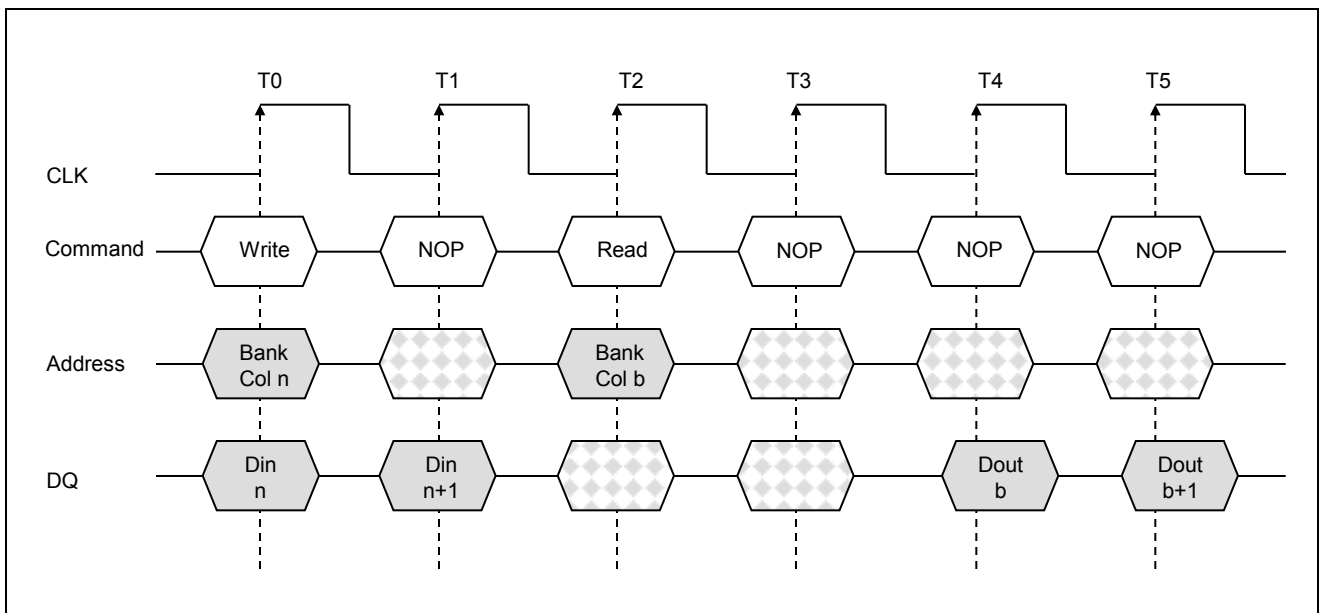 T0 T1 T2 T3 T4 T5
CLK
Command Write NOP Read NOP NOP NOP
Address Bank Col n Bank Col b
DQ Din n Din n+1 Dout b Dout b+1